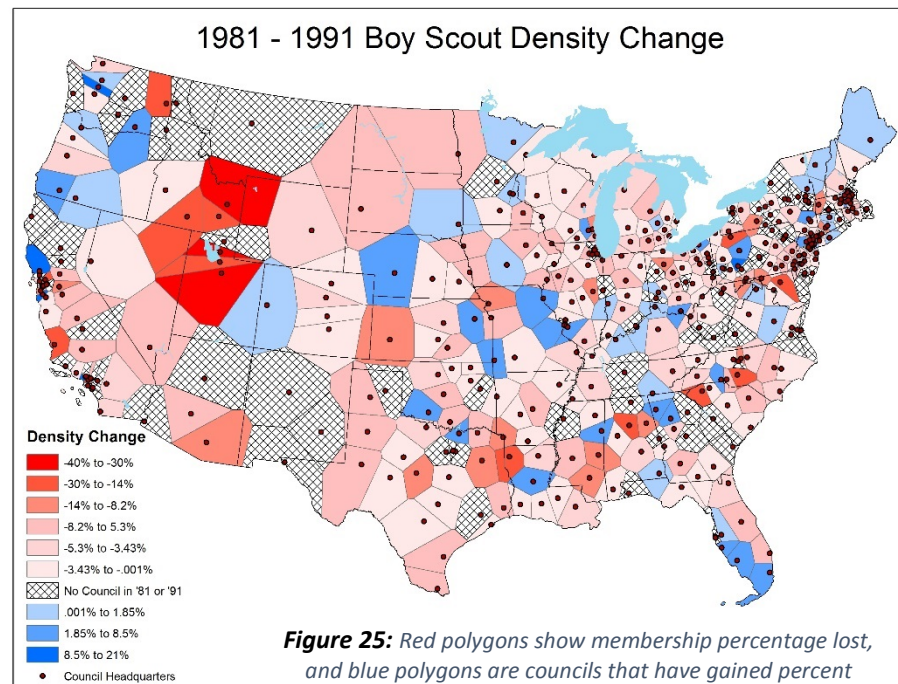 1981 - 1991 Boy Scout Density Change
Density Change
-40% to -30%
-30% to -14%
-14% to -8.2%
-8.2% to 5.3%
-5.3% to -3.43%
-3.43% to -.001%
No Council in '81 or '91
.001% to 1.85%
1.85% to 8.5%
8.5% to 21%
Council Headquarters
Figure 25: Red polygons show membership percentage lost,
and blue polygons are councils that have gained percent